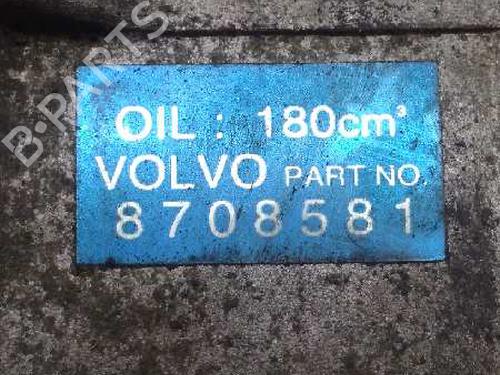 B-PARTS
OIL: 180cm³
VOLVO PART NO.
8708581